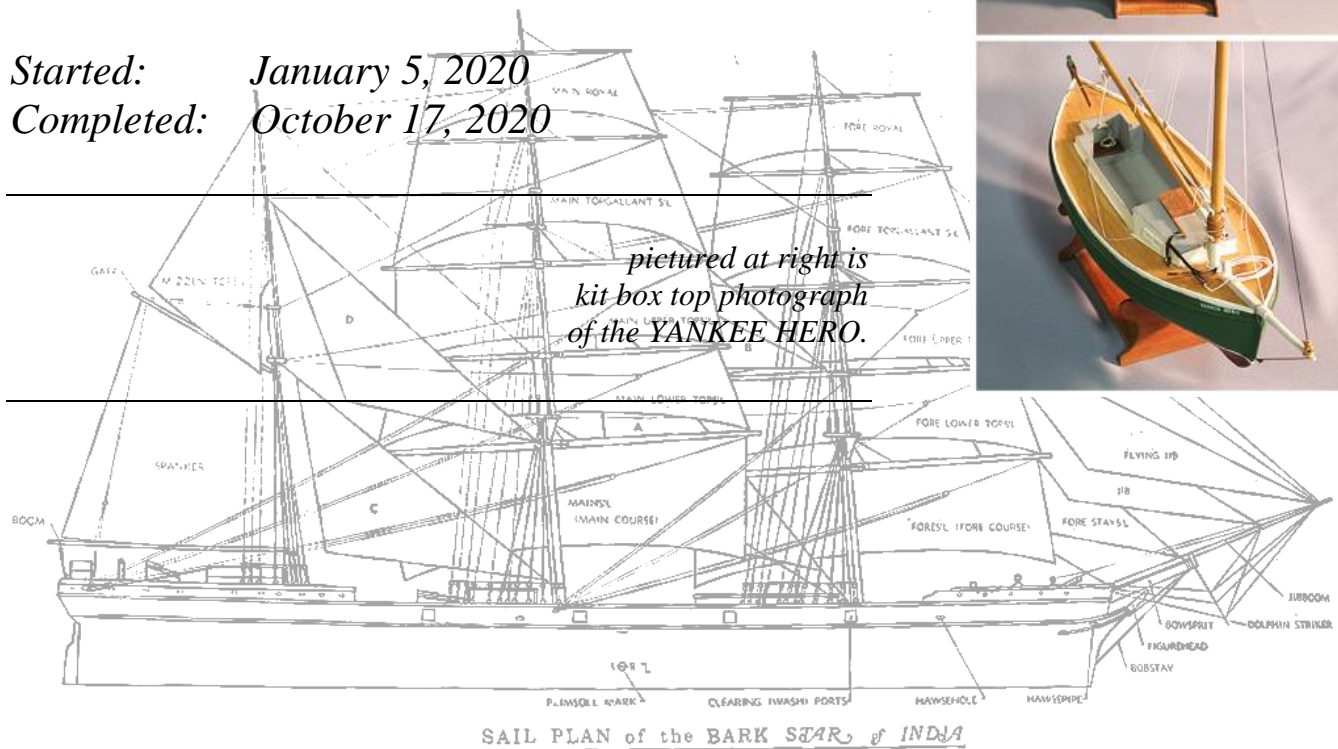 Started: January 5, 2020
Completed: October 17, 2020
MAIN ROYAL
FORE ROYAL
MAIN TOPGALLANT S'L
FORE TOPGALLANT S'L
pictured at right is
kit box top photograph
of the YANKEE HERO.
GAFF
D
MAIN UPPER TOPS'L
B
FORE UPPER
MAIN LOWER TOPS'L
A
FORE LOWER TOPS'L
FLYING JIB
JIB
SPANKER
C
MAINS'L
(MAIN COURSE)
FORES'L (FORE COURSE)
FORE STAYS'L
BOOM
JIBBOOM
BOWSPRIT
DOLPHIN STRIKER
FIGUREHEAD
BOBSTAY
PLIMSOLL MARK
CLEARING (WASH) PORTS
HAWSEHOLE
HAWSEPIPE
SAIL PLAN of the BARK STAR of INDIA